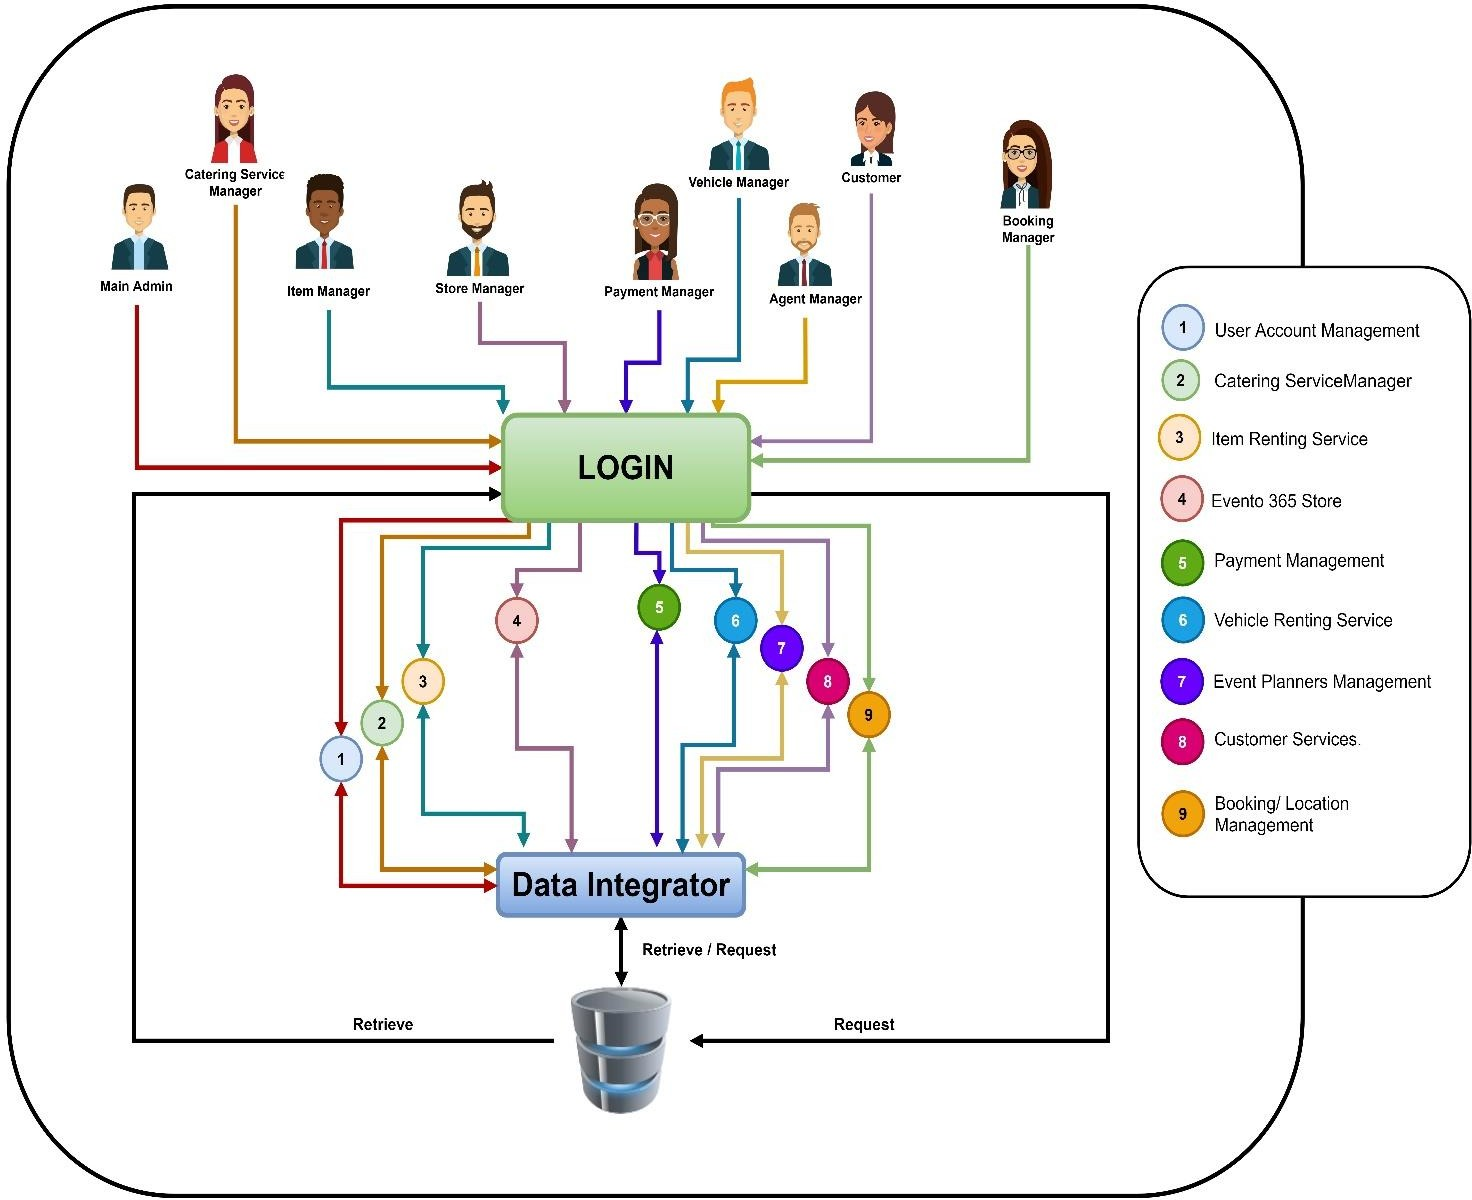 Catering Service
Manager
Vehicle Manager
Customer
Booking
Manager
Main Admin
Item Manager
Store Manager
Payment Manager
Agent Manager
LOGIN
4
5
6
7
3
8
2
9
1
Data Integrator
Retrieve / Request
Retrieve
Request
1 User Account Management
2 Catering ServiceManager
3 Item Renting Service
4 Evento 365 Store
5 Payment Management
6 Vehicle Renting Service
7 Event Planners Management
8 Customer Services.
9 Booking/ Location
Management